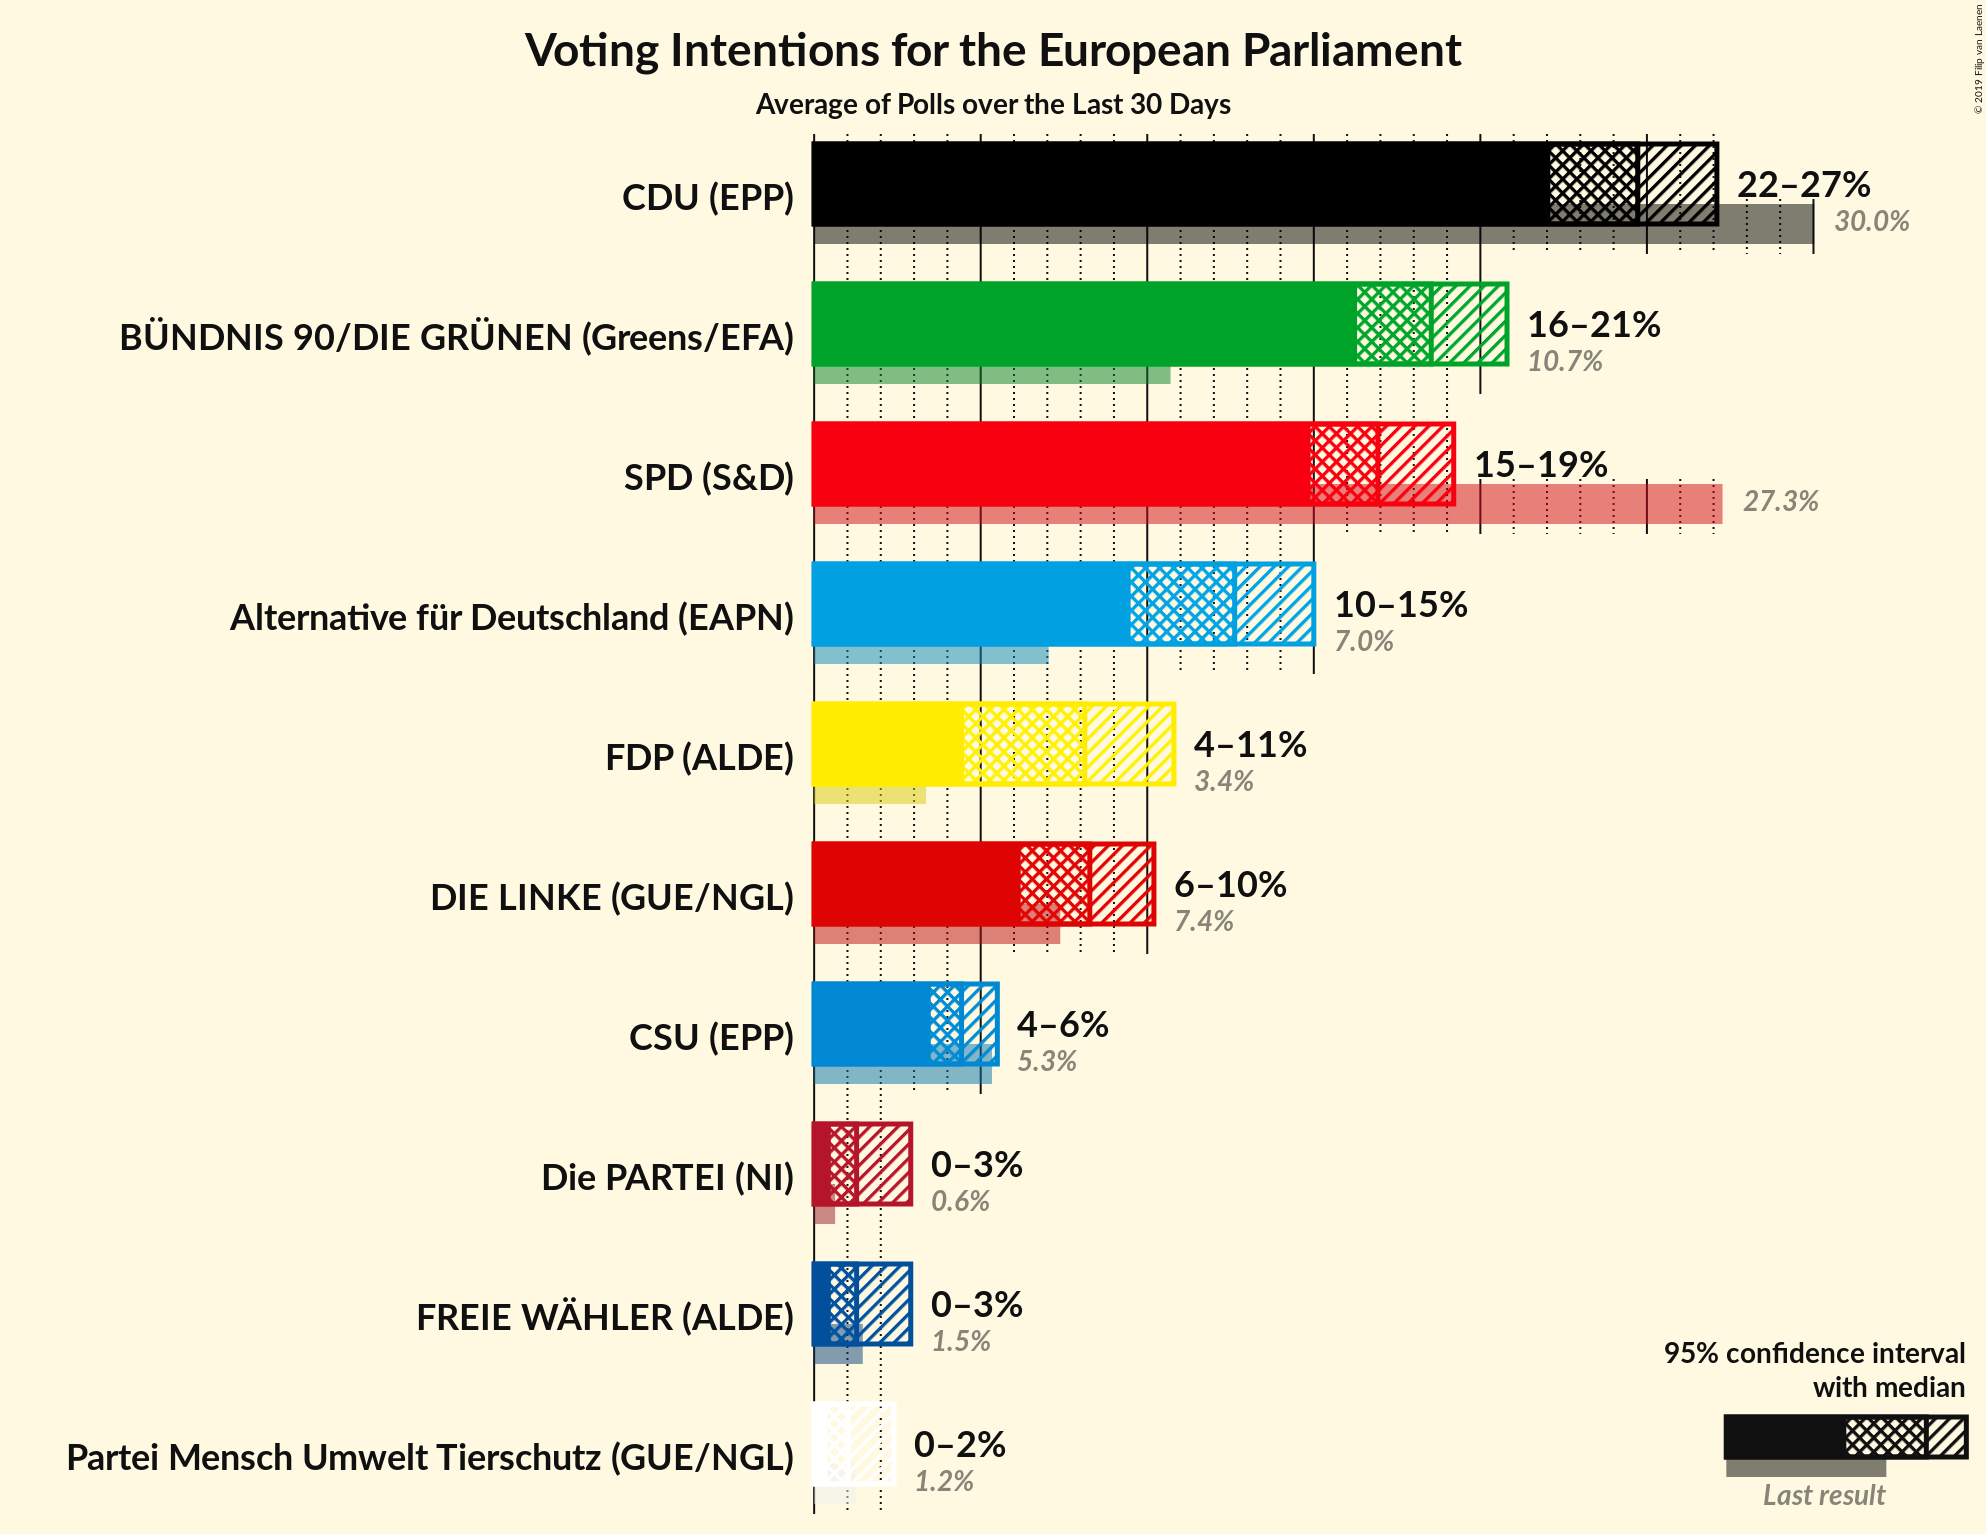 © 2019 Filip van Laenen
Voting Intentions for the European Parliament
Average of Polls over the Last 30 Days
CDU (EPP)
22–27%
30.0%
BÜNDNIS 90/DIE GRÜNEN (Greens/EFA)
16–21%
10.7%
SPD (S&D)
15–19%
27.3%
Alternative für Deutschland (EAPN)
10–15%
7.0%
FDP (ALDE)
4–11%
3.4%
DIE LINKE (GUE/NGL)
6–10%
7.4%
CSU (EPP)
4–6%
5.3%
Die PARTEI (NI)
0–3%
0.6%
FREIE WÄHLER (ALDE)
0–3%
1.5%
Partei Mensch Umwelt Tierschutz (GUE/NGL)
0–2%
1.2%
95% confidence interval
with median
Last result